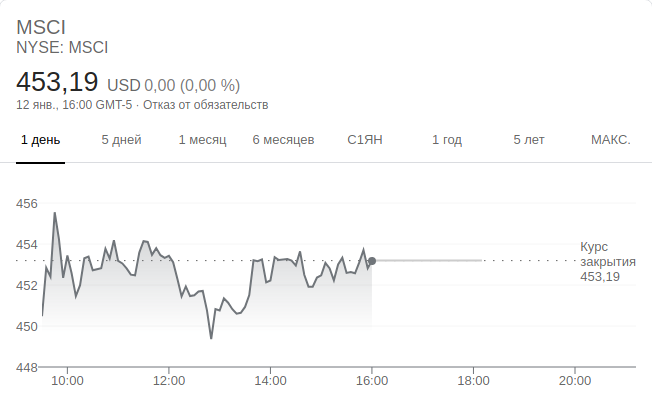 MSCI
NYSE: MSCI
453,19 USD 0,00 (0,00 %)
12 янв., 16:00 GMT-5 · Отказ от обязательств
1 день 5 дней 1 месяц 6 месяцев С1ЯН 1 год 5 лет МАКС.
456
454
452
450
448
Курс
закрытия
453,19
10:00 12:00 14:00 16:00 18:00 20:00